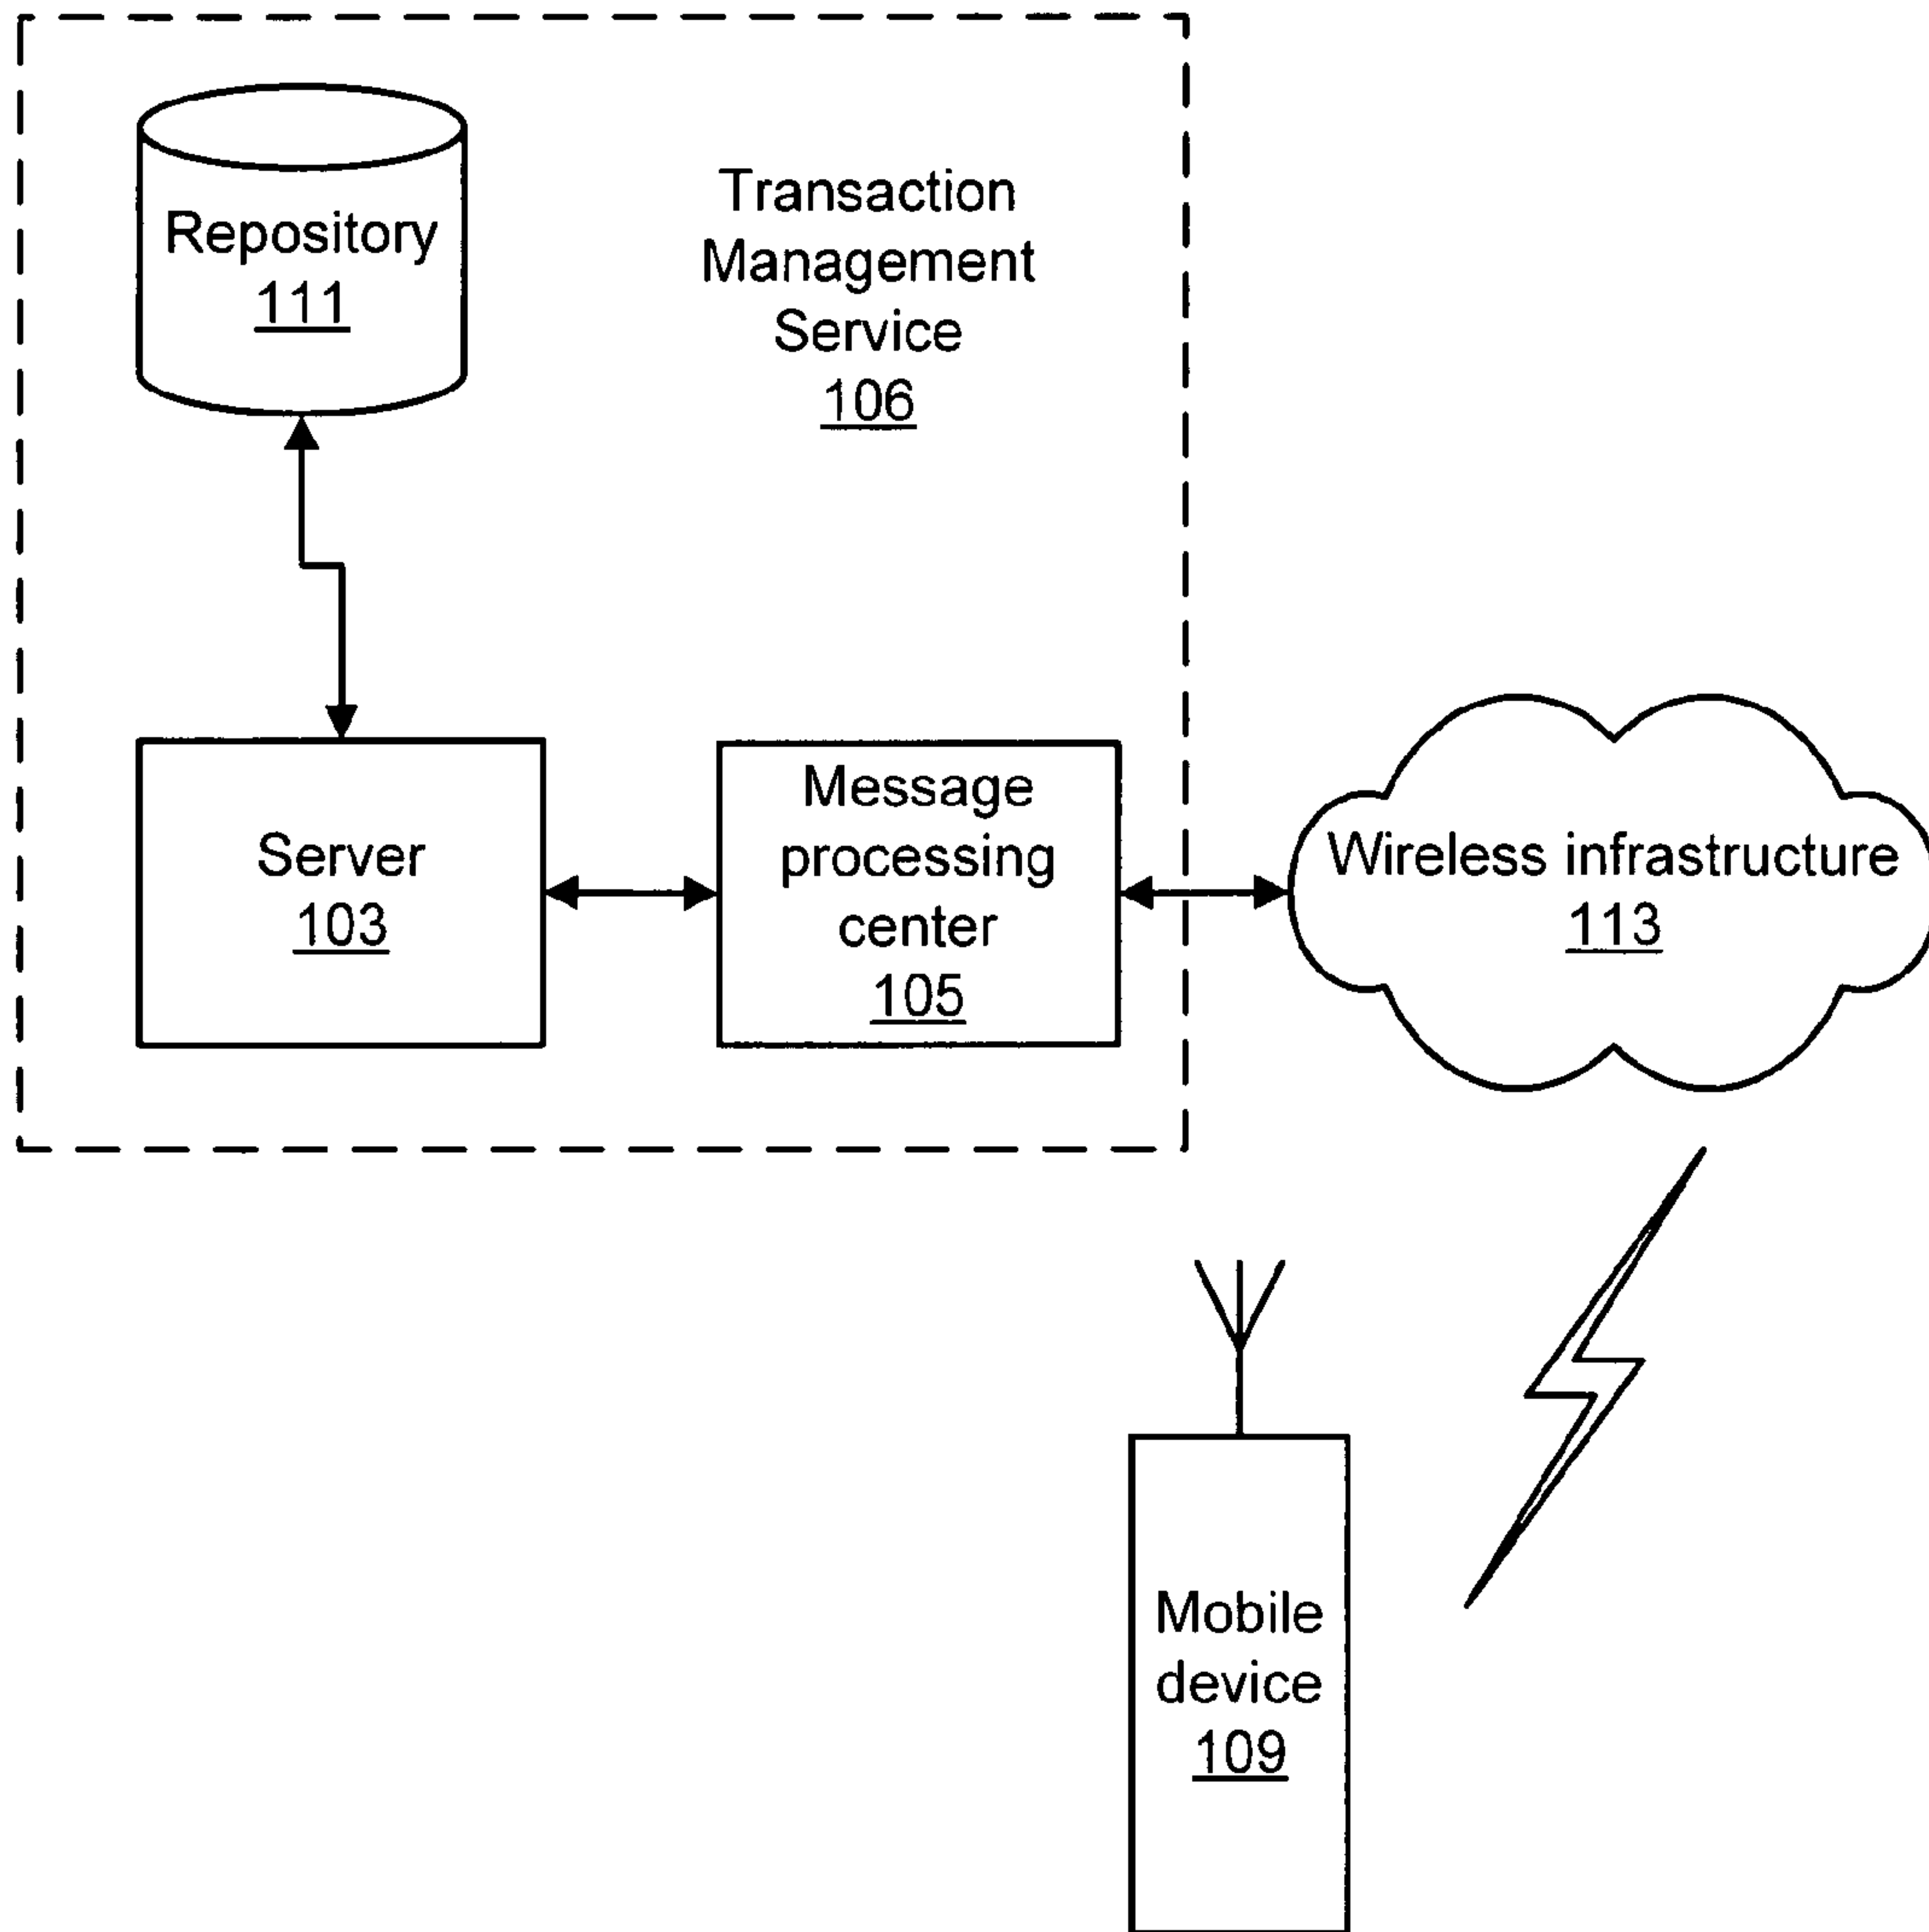 Repository
111
Transaction
Management
Service
106
Server
103
Message
processing
center
105
Wireless infrastructure
113
Mobile
device
109